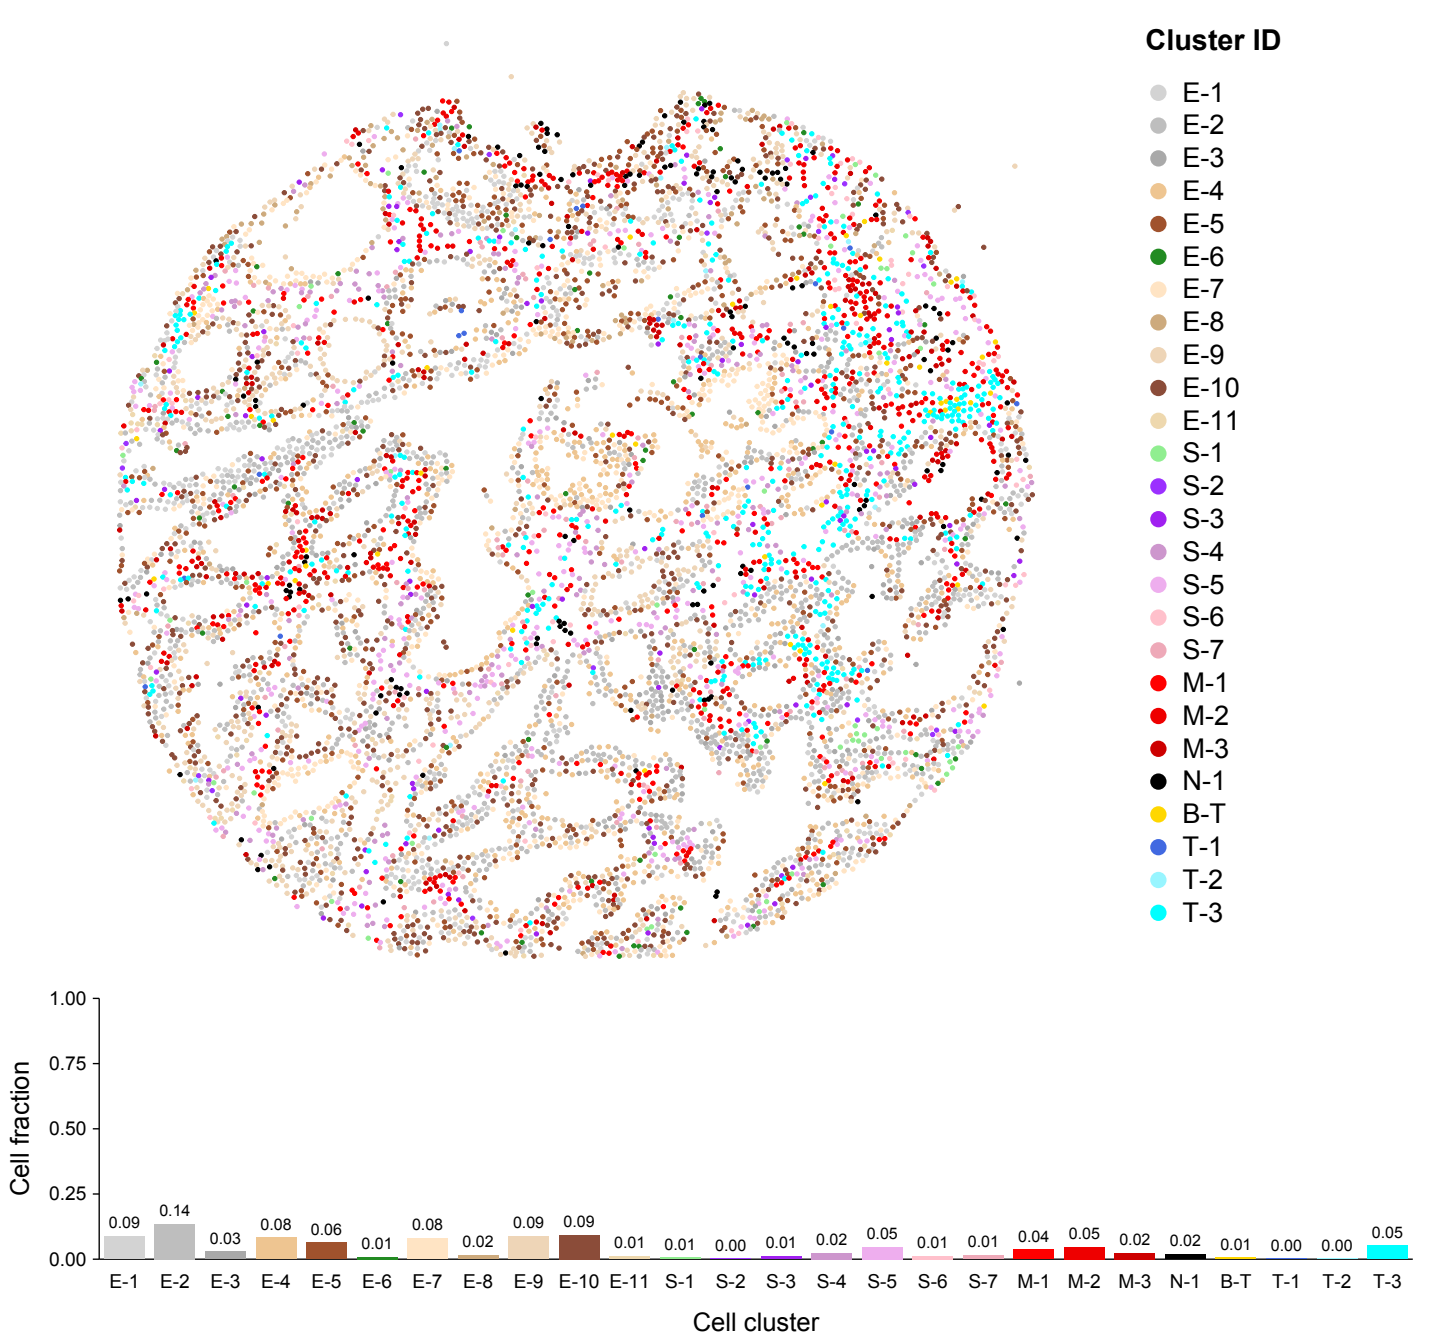 Cluster ID
E-1
E-2
E-3
E-4
E-5
E-6
E-7
E-8
E-9
E-10
E-11
S-1
S-2
S-3
S-4
S-5
S-6
S-7
M-1
M-2
M-3
N-1
B-T
T-1
T-2
T-3
1.00
0.75
0.50
0.25
0.00
Cell fraction
0.09 0.14 0.03 0.08 0.06 0.01 0.08 0.02 0.09 0.09 0.01 0.01 0.00 0.01 0.02 0.05 0.01 0.01 0.04 0.05 0.02 0.02 0.01 0.00 0.00 0.05
E-1 E-2 E-3 E-4 E-5 E-6 E-7 E-8 E-9 E-10 E-11 S-1 S-2 S-3 S-4 S-5 S-6 S-7 M-1 M-2 M-3 N-1 B-T T-1 T-2 T-3
Cell cluster